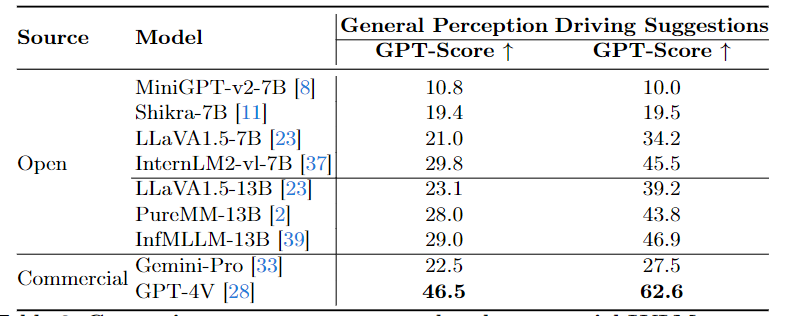 Source Model General Perception Driving Suggestions
GPT-Score ↑ GPT-Score ↑
MiniGPT-v2-7B [8] 10.8 10.0
Shikra-7B [11] 19.4 19.5
LLaVA1.5-7B [23] 21.0 34.2
Open InternLM2-vl-7B [37] 29.8 45.5
LLaVA1.5-13B [23] 23.1 39.2
PureMM-13B [2] 28.0 43.8
InfMLLM-13B [39] 29.0 46.9
Commercial Gemini-Pro [33] 22.5 27.5
GPT-4V [28] 46.5 62.6